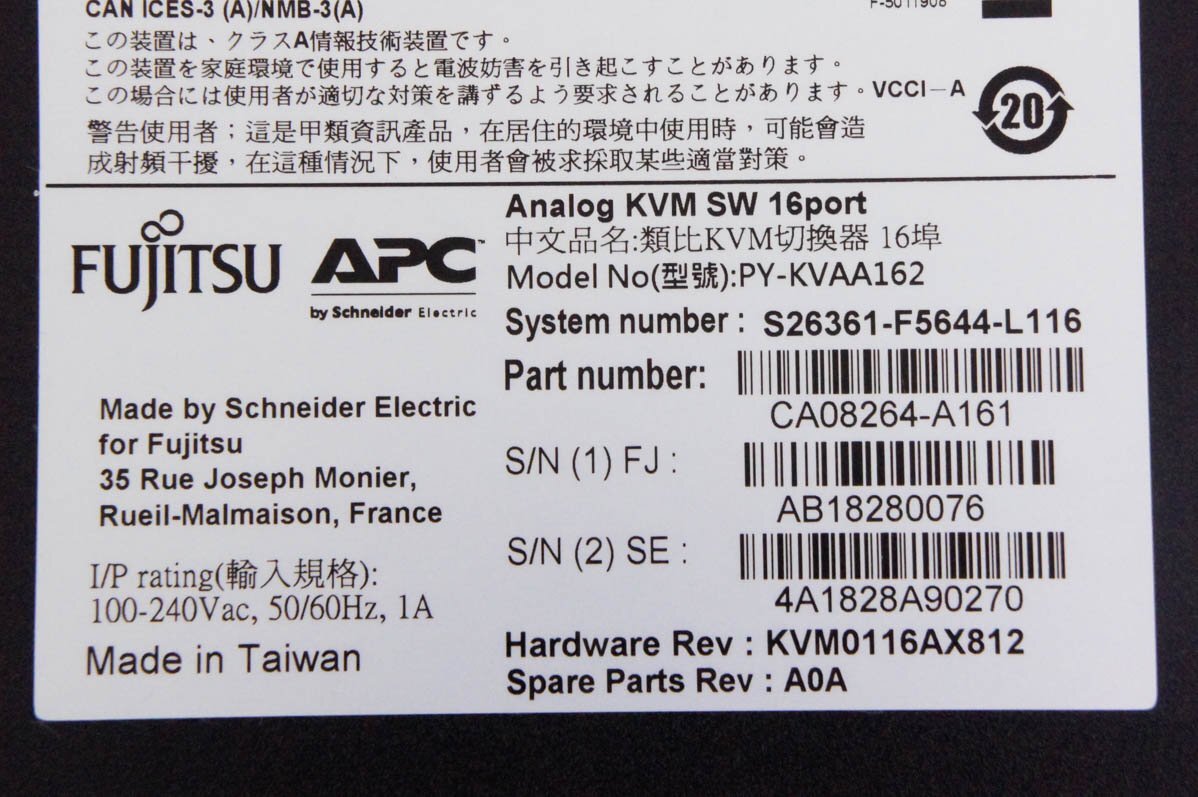 CAN ICES-3 (A)/NMB-3(A)
この装置は、クラスA情報技術装置です。
この装置を家庭環境で使用すると電波妨害を引き起こすことがあります。
この場合には使用者が適切な対策を講ずるよう要求されることがあります。VCCI-A
20
警告使用者；這是甲類資訊產品，在居住的環境中使用時，可能會造
成射頻干擾，在這種情況下，使用者會被求採取某些適當對策。
FUJITSU
APC™
by Schneider Electric
Made by Schneider Electric
for Fujitsu
35 Rue Joseph Monier,
Rueil-Malmaison, France
I/P rating(輸入規格):
100-240Vac, 50/60Hz, 1A
Made in Taiwan
Analog KVM SW 16port
中文品名:類比KVM切換器 16埠
Model No(型號):PY-KVAA162
System number : S26361-F5644-L116
Part number:
CA08264-A161
S/N (1) FJ :
AB18280076
S/N (2) SE :
4A1828A90270
Hardware Rev : KVM0116AX812
Spare Parts Rev : A0A